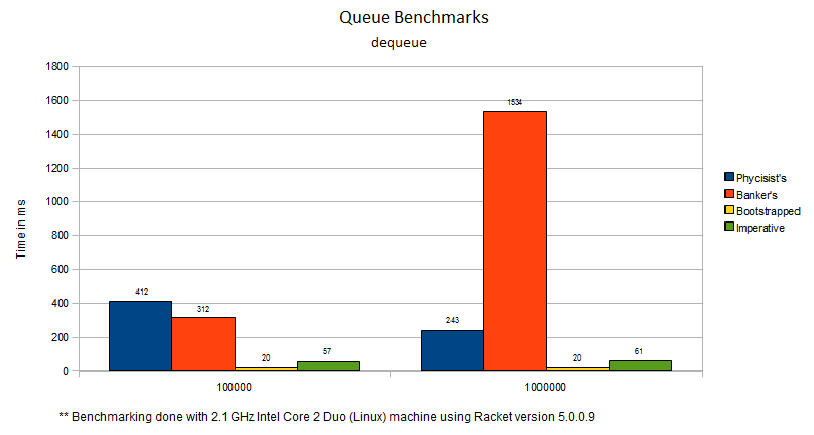 Queue Benchmarks
dequeue
1800
1600
1400
1200
1000
800
600
400
200
0
Time in ms
412
312
20
57
243
1534
20
61
100000
1000000
Phycisist's
Banker's
Bootstrapped
Imperative
** Benchmarking done with 2.1 GHz Intel Core 2 Duo (Linux) machine using Racket version 5.0.0.9